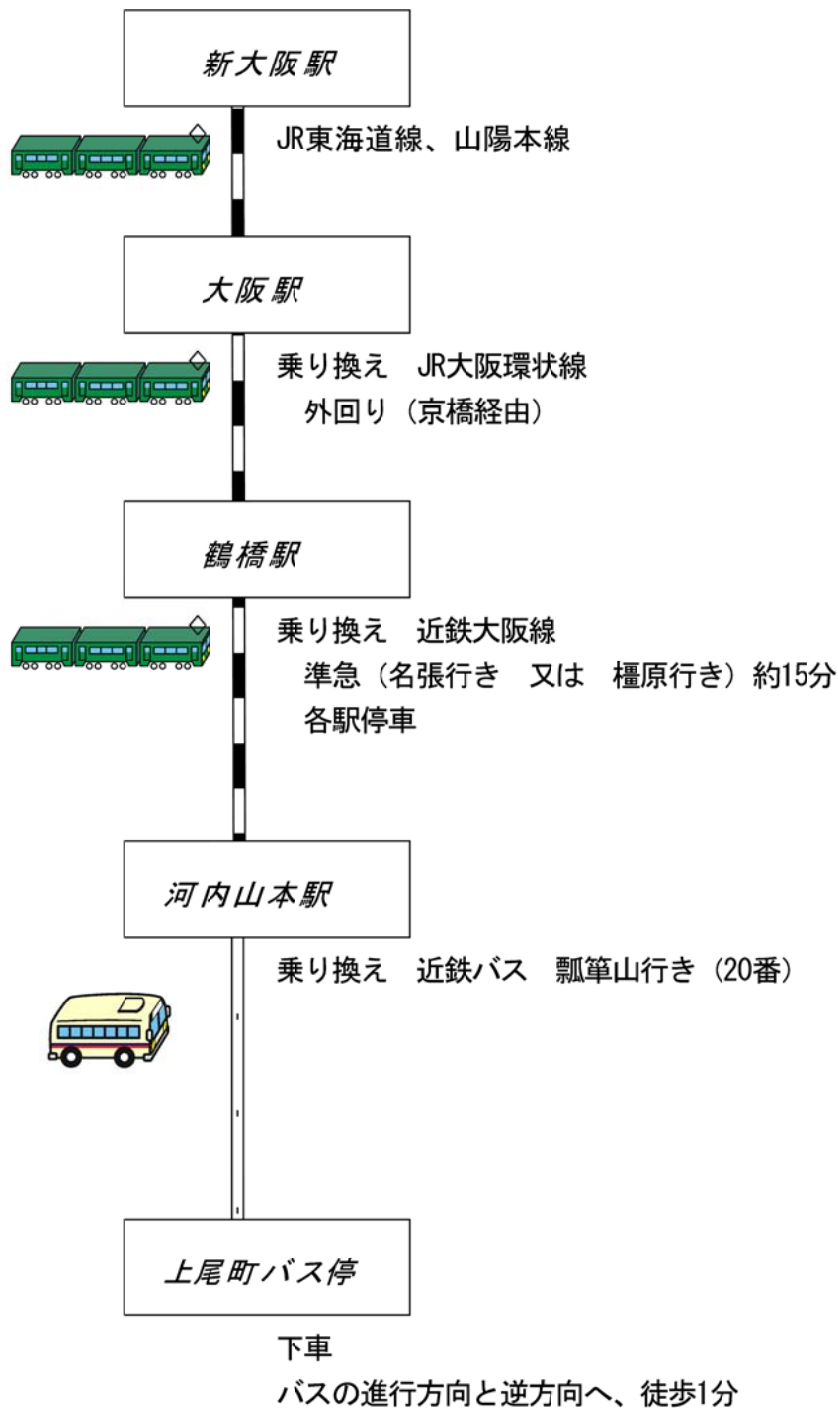 新大阪駅
JR東海道線、山陽本線
大阪駅
乗り換え　JR大阪環状線
外回り（京橋経由）
鶴橋駅
乗り換え　近鉄大阪線
準急（名張行き　又は　橿原行き）約15分
各駅停車
河内山本駅
乗り換え　近鉄バス　瓢箪山行き（20番）
上尾町バス停
下車
バスの進行方向と逆方向へ、徒歩1分